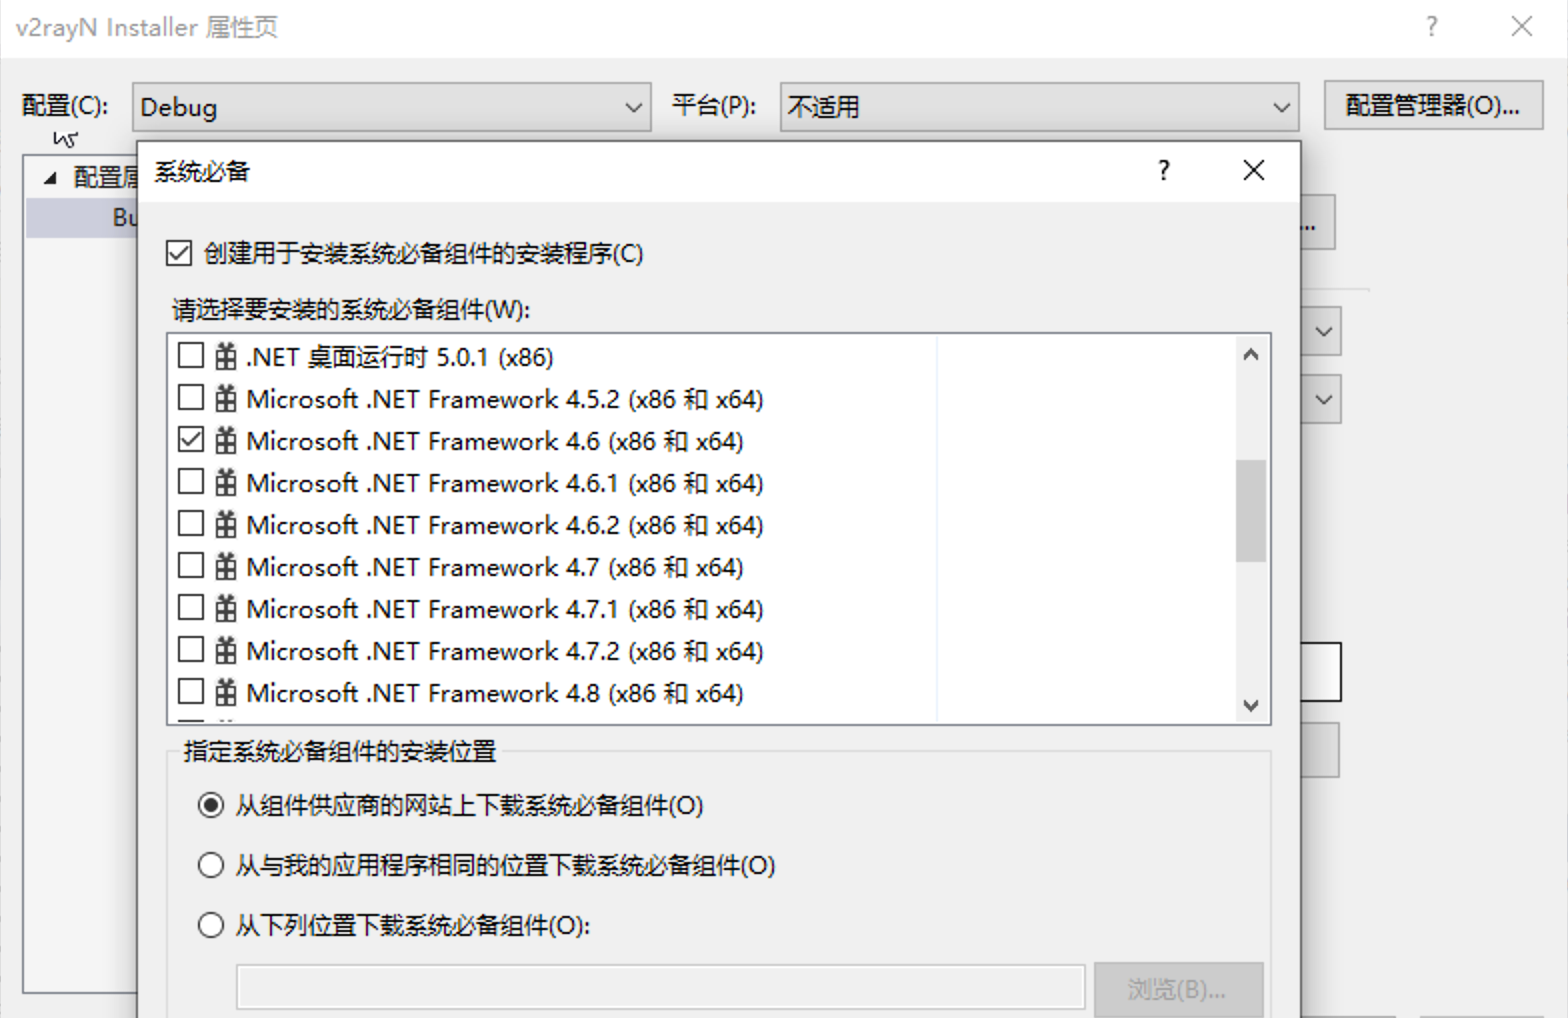 v2rayN Installer 属性页
配置(C): Debug 平台(P): 不适用 配置管理器(O)...
系统必备
创建用于安装系统必备组件的安装程序(C)
请选择要安装的系统必备组件(W):
.NET 桌面运行时 5.0.1 (x86)
Microsoft .NET Framework 4.5.2 (x86 和 x64)
Microsoft .NET Framework 4.6 (x86 和 x64)
Microsoft .NET Framework 4.6.1 (x86 和 x64)
Microsoft .NET Framework 4.6.2 (x86 和 x64)
Microsoft .NET Framework 4.7 (x86 和 x64)
Microsoft .NET Framework 4.7.1 (x86 和 x64)
Microsoft .NET Framework 4.7.2 (x86 和 x64)
Microsoft .NET Framework 4.8 (x86 和 x64)
指定系统必备组件的安装位置
从组件供应商的网站上下载系统必备组件(O)
从与我的应用程序相同的位置下载系统必备组件(O)
从下列位置下载系统必备组件(O):
浏览(B)...